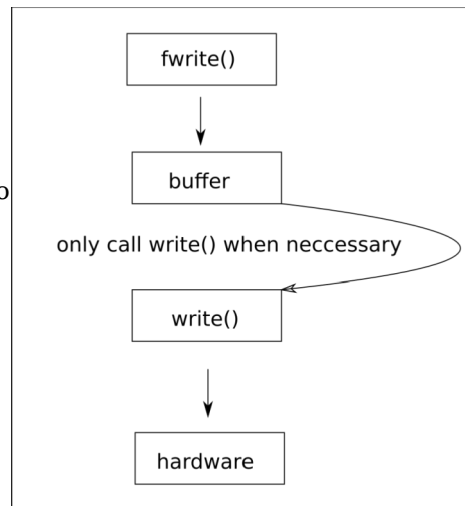 fwrite()
buffer
o
only call write() when neccessary
write()
hardware